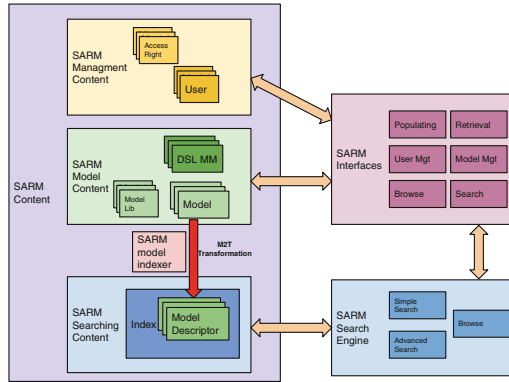 SARM
Content
SARM
Managment
Content
Access
Right
User
SARM
Model
Content
DSL MM
Model
Lib
Model
SARM
model
indexer
M2T
Transformation
SARM
Searching
Content
Index
Model
Descriptor
SARM
Interfaces
Populating
Retrieval
User Mgt
Model Mgt
Browse
Search
SARM
Search
Engine
Simple
Search
Browse
Advanced
Search